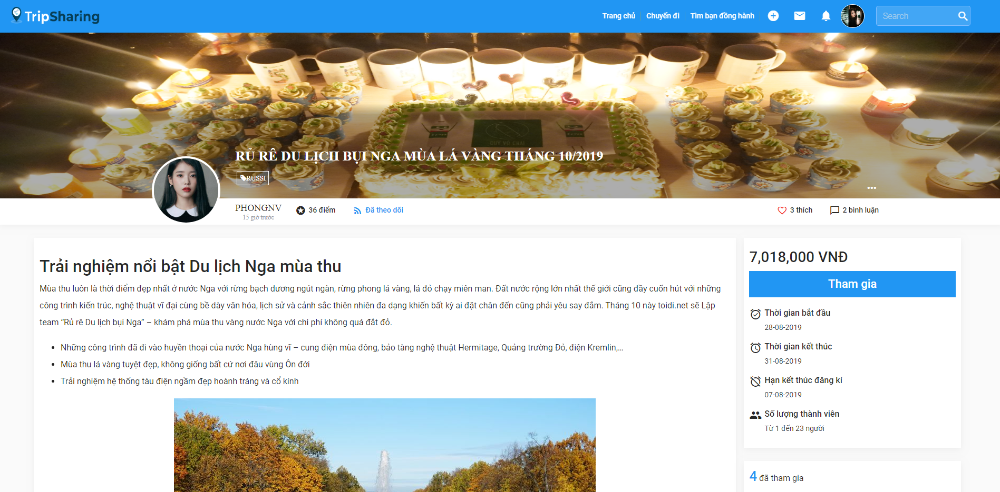 TripSharing
Trang chủ
Chuyến đi
Tìm bạn đồng hành
Search
QUÝ VÔ CHAI
RỦ RÊ DU LỊCH BỤI NGA MÙA LÁ VÀNG THÁNG 10/2019
RUSSI
PHONGNV
15 giờ trước
36 điểm
Đã theo dõi
3 thích
2 bình luận
Trải nghiệm nổi bật Du lịch Nga mùa thu
Mùa thu luôn là thời điểm đẹp nhất ở nước Nga với rừng bạch dương ngút ngàn, rừng phong lá vàng, lá đỏ chạy miên man. Đất nước rộng lớn nhất thế giới cũng đầy cuốn hút với những
công trình kiến trúc, nghệ thuật vĩ đại cùng bề dày văn hóa, lịch sử và cảnh sắc thiên nhiên đa dạng khiến bất kỳ ai đặt chân đến cũng phải yêu say đắm. Tháng 10 này toidi.net sẽ Lập
team “Rủ rê Du lịch bụi Nga” – khám phá mùa thu vàng nước Nga với chi phí không quá đắt đỏ.
Những công trình đã đi vào huyền thoại của nước Nga hùng vĩ – cung điện mùa đông, bảo tàng nghệ thuật Hermitage, Quảng trường Đỏ, điện Kremlin,...
Mùa thu lá vàng tuyệt đẹp, không giống bất cứ nơi đâu vùng Ôn đới
Trải nghiệm hệ thống tàu điện ngầm đẹp hoành tráng và cổ kính
7,018,000 VNĐ
Tham gia
Thời gian bắt đầu
28-08-2019
Thời gian kết thúc
31-08-2019
Hạn kết thúc đăng kí
07-08-2019
Số lượng thành viên
Từ 1 đến 23 người
4 đã tham gia